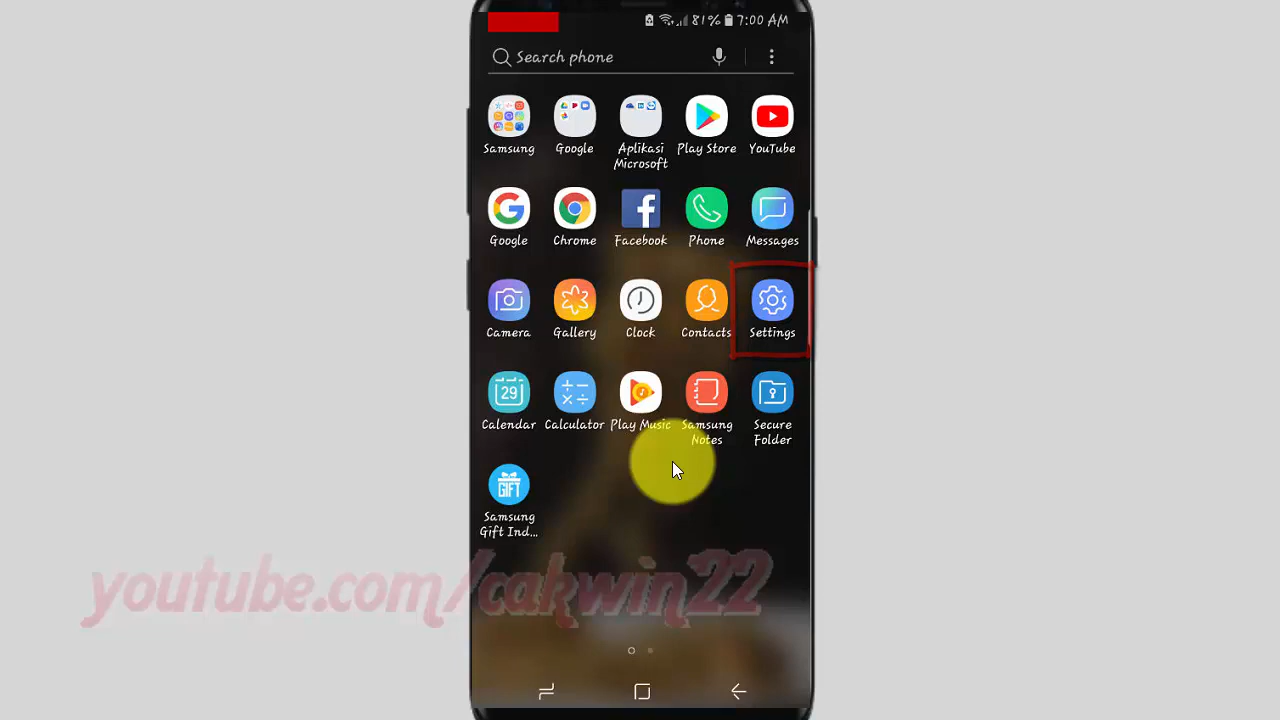 81% 7:00 AM
Search phone
Samsung Google Aplikasi Microsoft Play Store YouTube
Google Chrome Facebook Phone Messages
Camera Gallery Clock Contacts Settings
29
Calendar Calculator Play Music Samsung Notes Secure Folder
GIFT
Samsung Gift Ind...
youtube.com/cakwin22